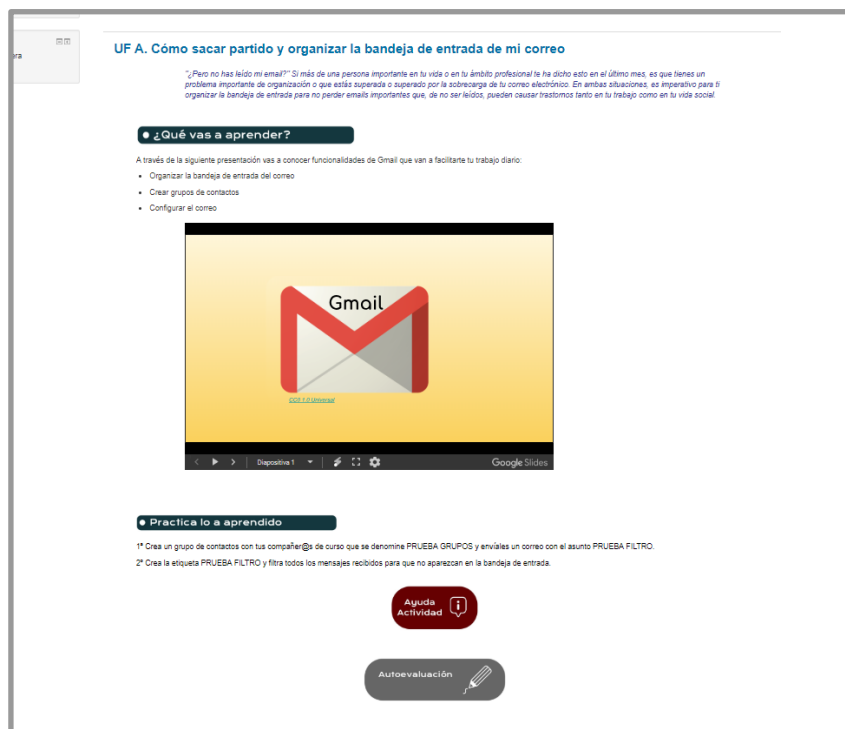 UF A. Cómo sacar partido y organizar la bandeja de entrada de mi correo
"¿Pero no has leído mi email?" Si más de una persona importante en tu vida o en tu ámbito profesional te ha dicho esto en el último mes, es que tienes un
problema importante de organización o que estás superada o superado por la sobrecarga de tu correo electrónico. En ambas situaciones, es imperativo para ti
organizar la bandeja de entrada para no perder emails importantes que, de no ser leídos, pueden causar trastornos tanto en tu trabajo como en tu vida social.
¿Qué vas a aprender?
A través de la siguiente presentación vas a conocer funcionalidades de Gmail que van a facilitarte tu trabajo diario:
• Organizar la bandeja de entrada del correo
• Crear grupos de contactos
• Configurar el correo
Gmail
CC0 1.0 Universal
Diapositiva 1
Google Slides
Practica lo a aprendido
1º Crea un grupo de contactos con tus compañer@s de curso que se denomine PRUEBA GRUPOS y envíales un correo con el asunto PRUEBA FILTRO.
2º Crea la etiqueta PRUEBA FILTRO y filtra todos los mensajes recibidos para que no aparezcan en la bandeja de entrada.
Ayuda
Actividad
Autoevaluación